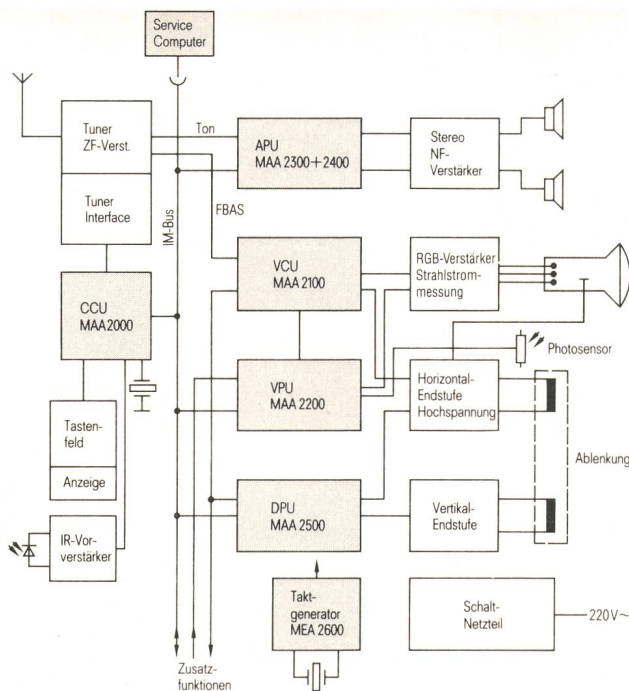 Service
Computer
Tuner
ZF-Verst.
Ton
APU
MAA 2300+2400
Stereo
NF-
Verstärker
Tuner
Interface
IM-Bus
FBAS
CCU
MAA2000
VCU
MAA 2100
RGB-Verstärker
Strahlstrom-
messung
Photosensor
VPU
MAA 2200
Horizontal-
Endstufe
Hochspannung
Tasten-
feld
Anzeige
Ablenkung
DPU
MAA 2500
Vertikal-
Endstufe
IR-Vor-
verstärker
Takt-
generator
MEA 2600
Schalt-
Netzteil
220V~
Zusatz-
funktionen